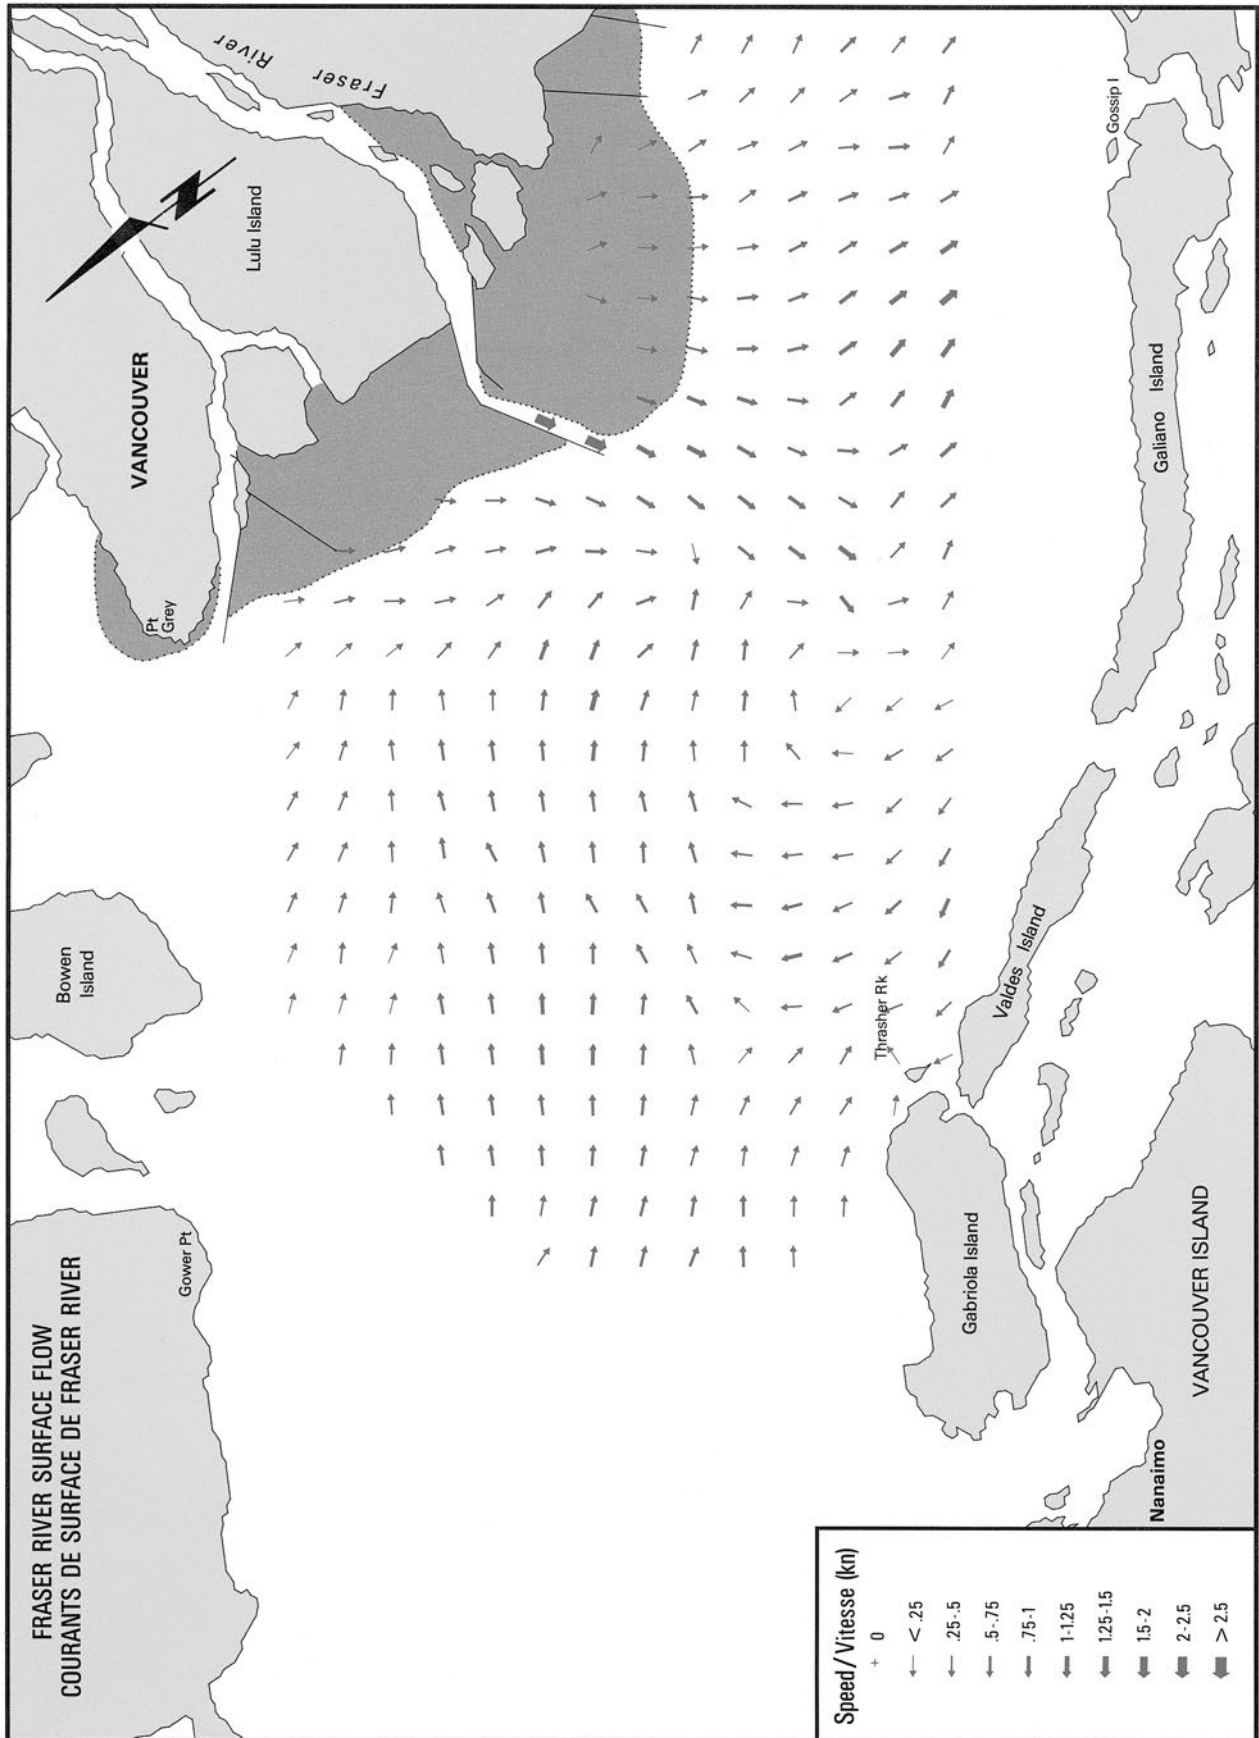 FRASER RIVER SURFACE FLOW
COURANTS DE SURFACE DE FRASER RIVER
Gower Pt
Bowen
Island
Pt
Grey
VANCOUVER
Lulu Island
Fraser
River
N
Thrasher Rk
Gabriola Island
Valdes Island
Galiano Island
Gossip I
Nanaimo
VANCOUVER ISLAND
Speed / Vitesse (kn)
+ 0
< .25
.25-.5
.5-.75
.75-1
1-1.25
1.25-1.5
1.5-2
2-2.5
> 2.5